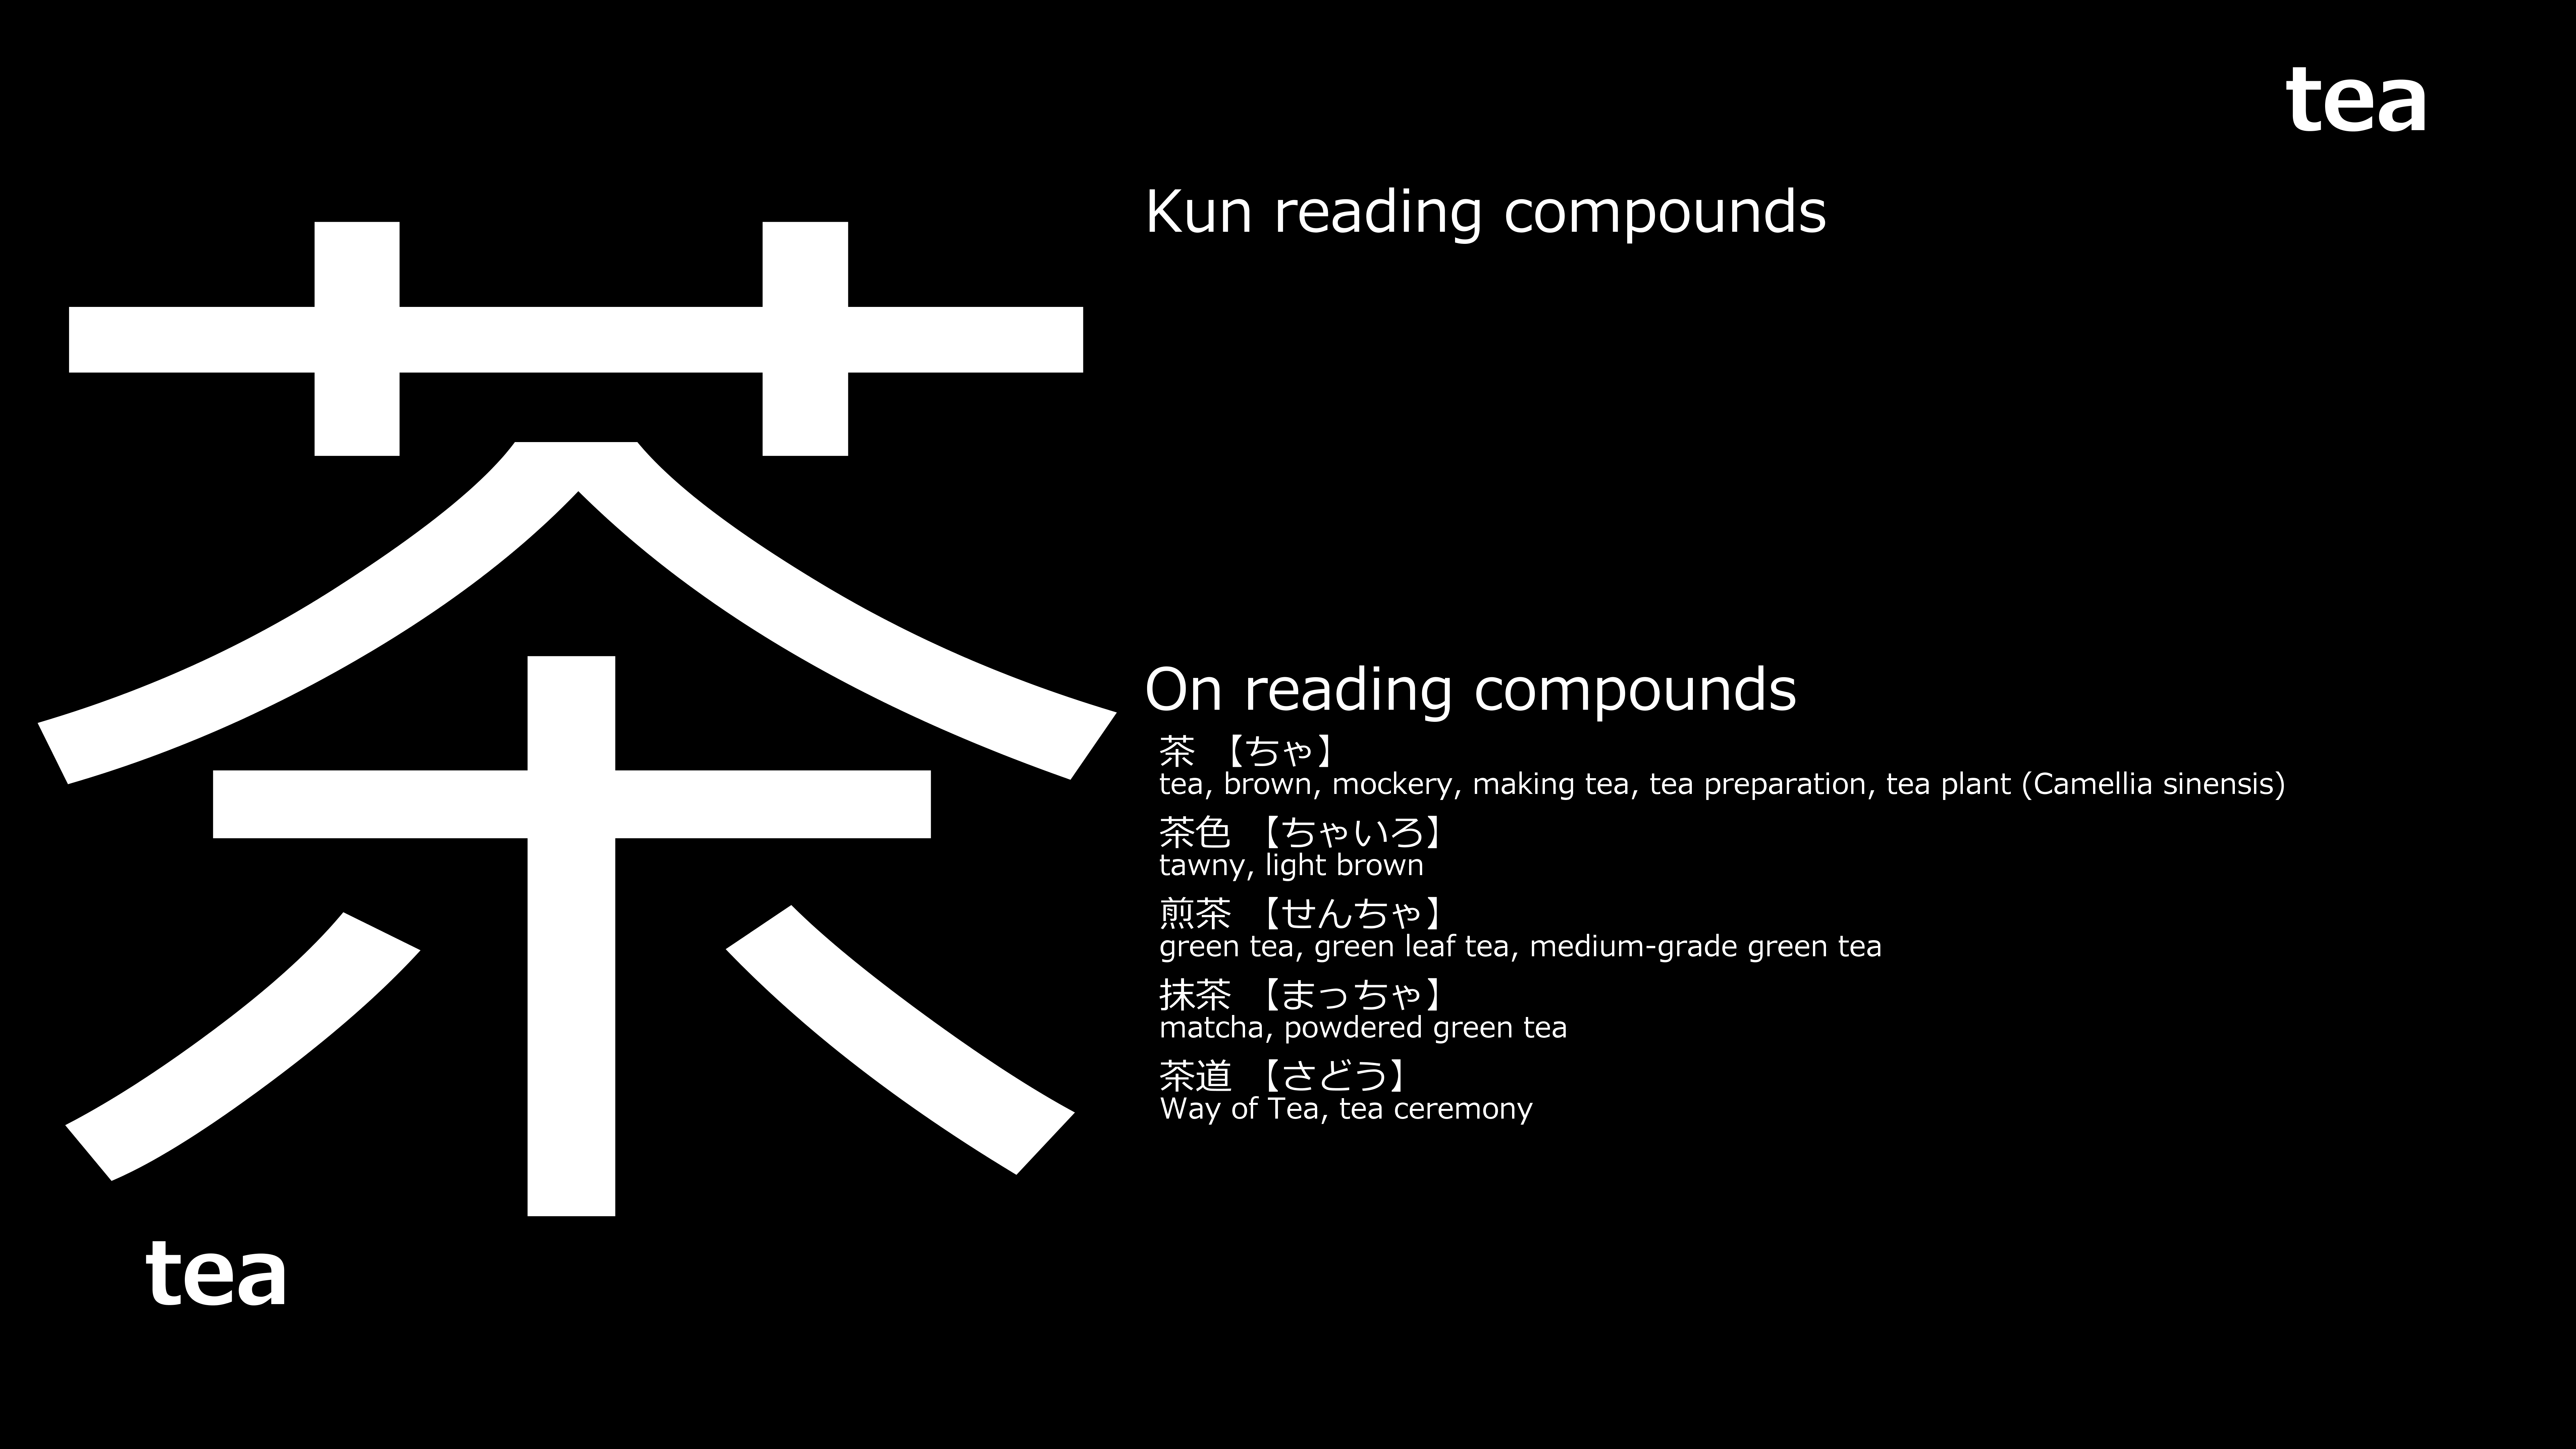 tea
Kun reading compounds
茶
On reading compounds
茶 【ちゃ】
tea, brown, mockery, making tea, tea preparation, tea plant (Camellia sinensis)
茶色 【ちゃいろ】
tawny, light brown
煎茶 【せんちゃ】
green tea, green leaf tea, medium-grade green tea
抹茶 【まっちゃ】
matcha, powdered green tea
茶道 【さどう】
Way of Tea, tea ceremony
tea